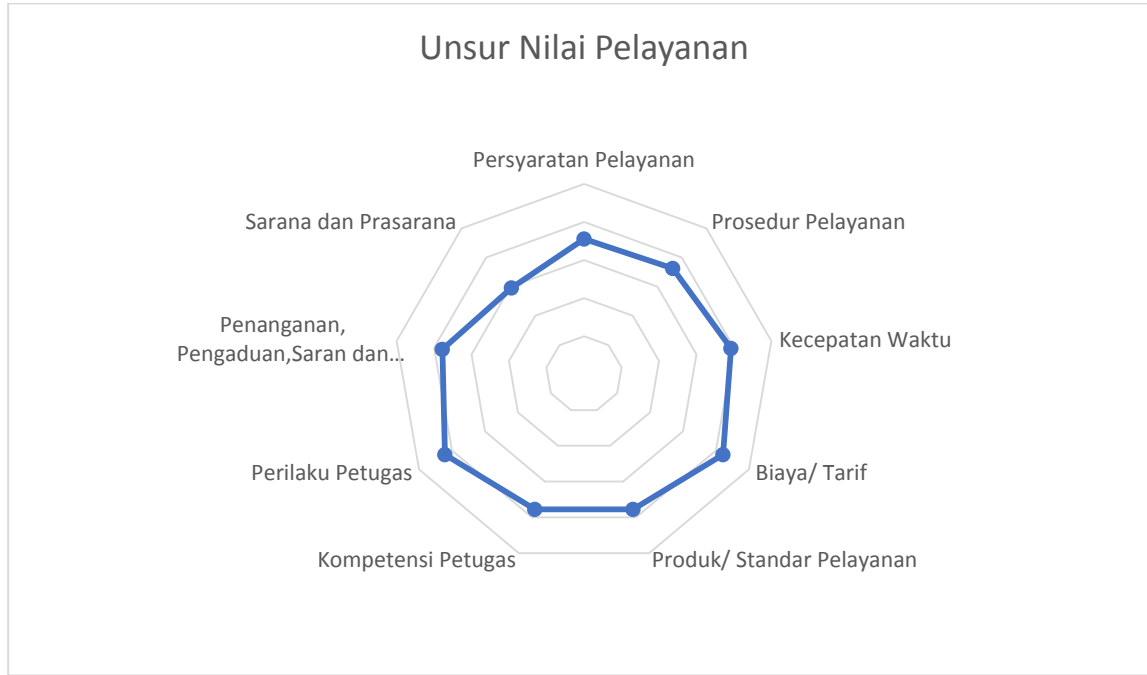 Unsur Nilai Pelayanan
Persyaratan Pelayanan
Prosedur Pelayanan
Kecepatan Waktu
Biaya/ Tarif
Produk/ Standar Pelayanan
Kompetensi Petugas
Perilaku Petugas
Penanganan,
Pengaduan,Saran dan...
Sarana dan Prasarana